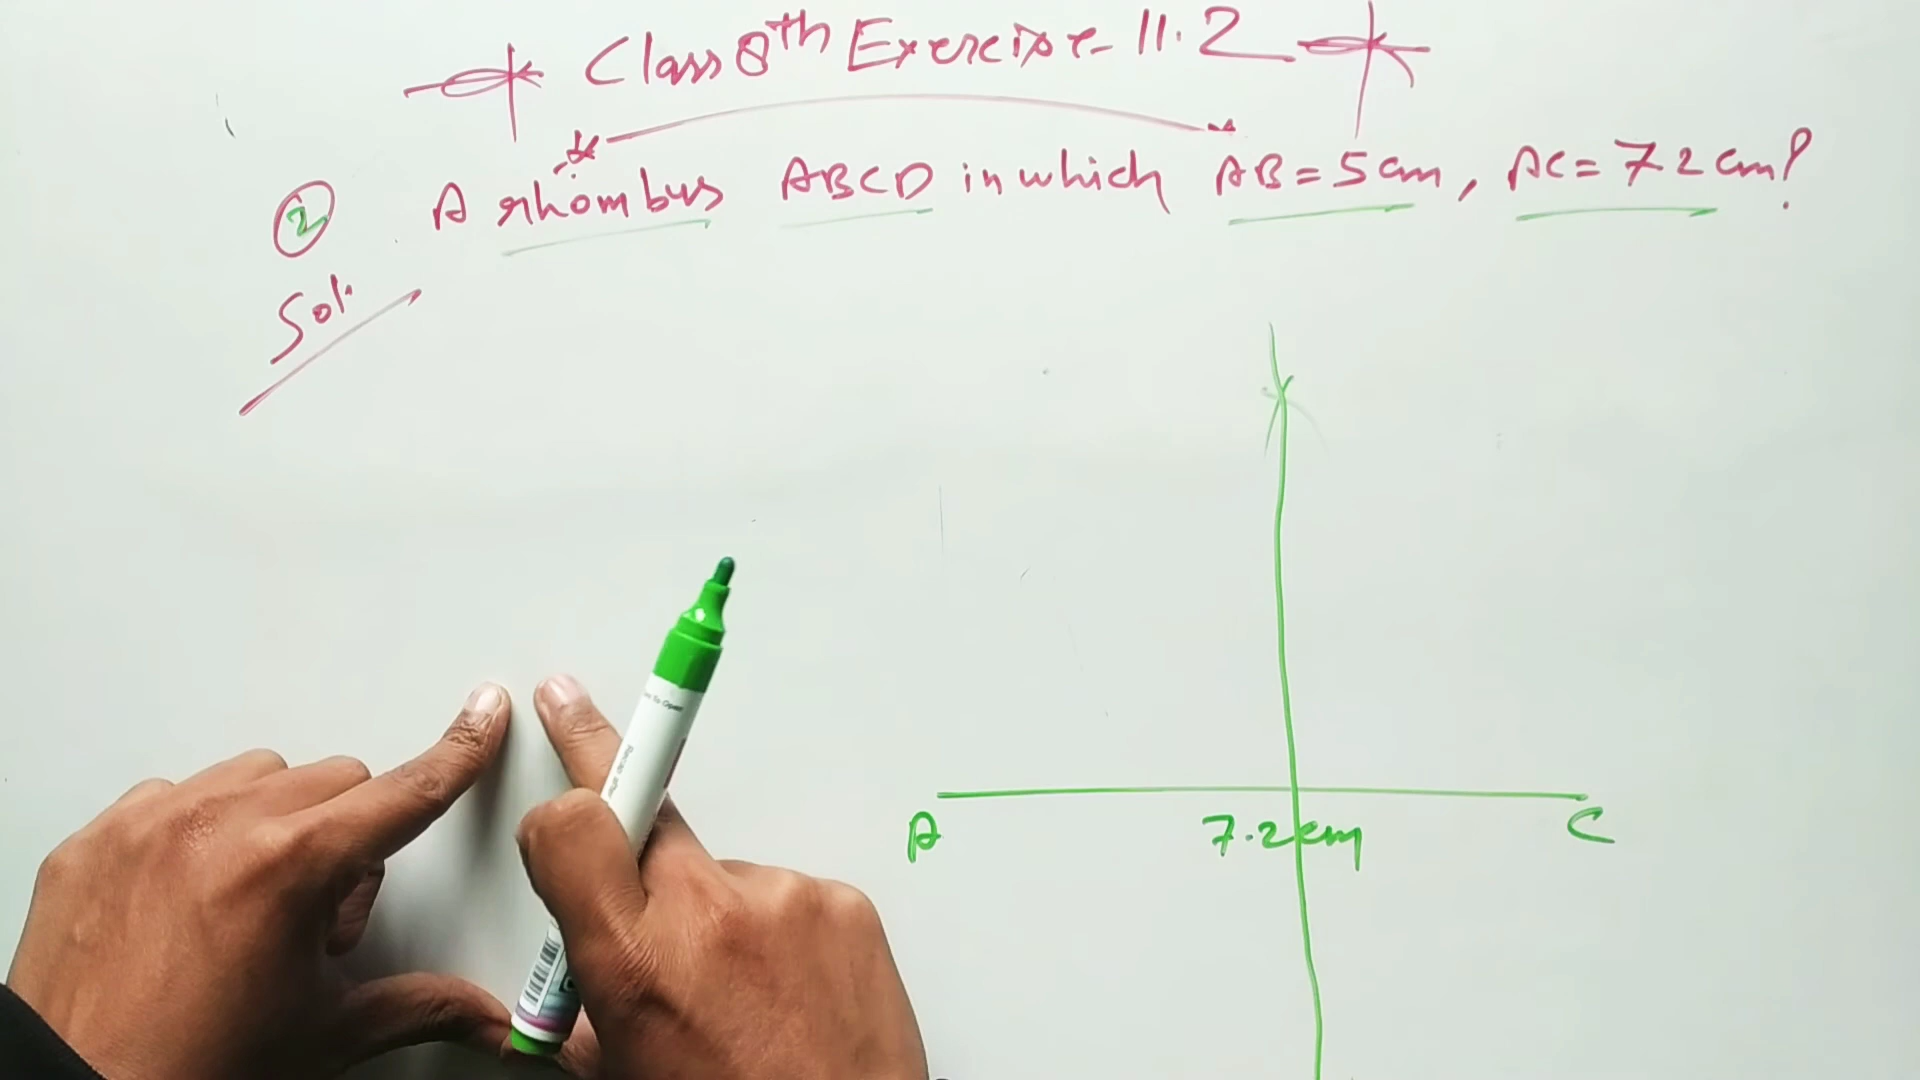 Class 8th Exercise-11.2
② A rhombus ABCD in which AB=5cm, AC=7.2cm?
Sol.
A 7.2cm C